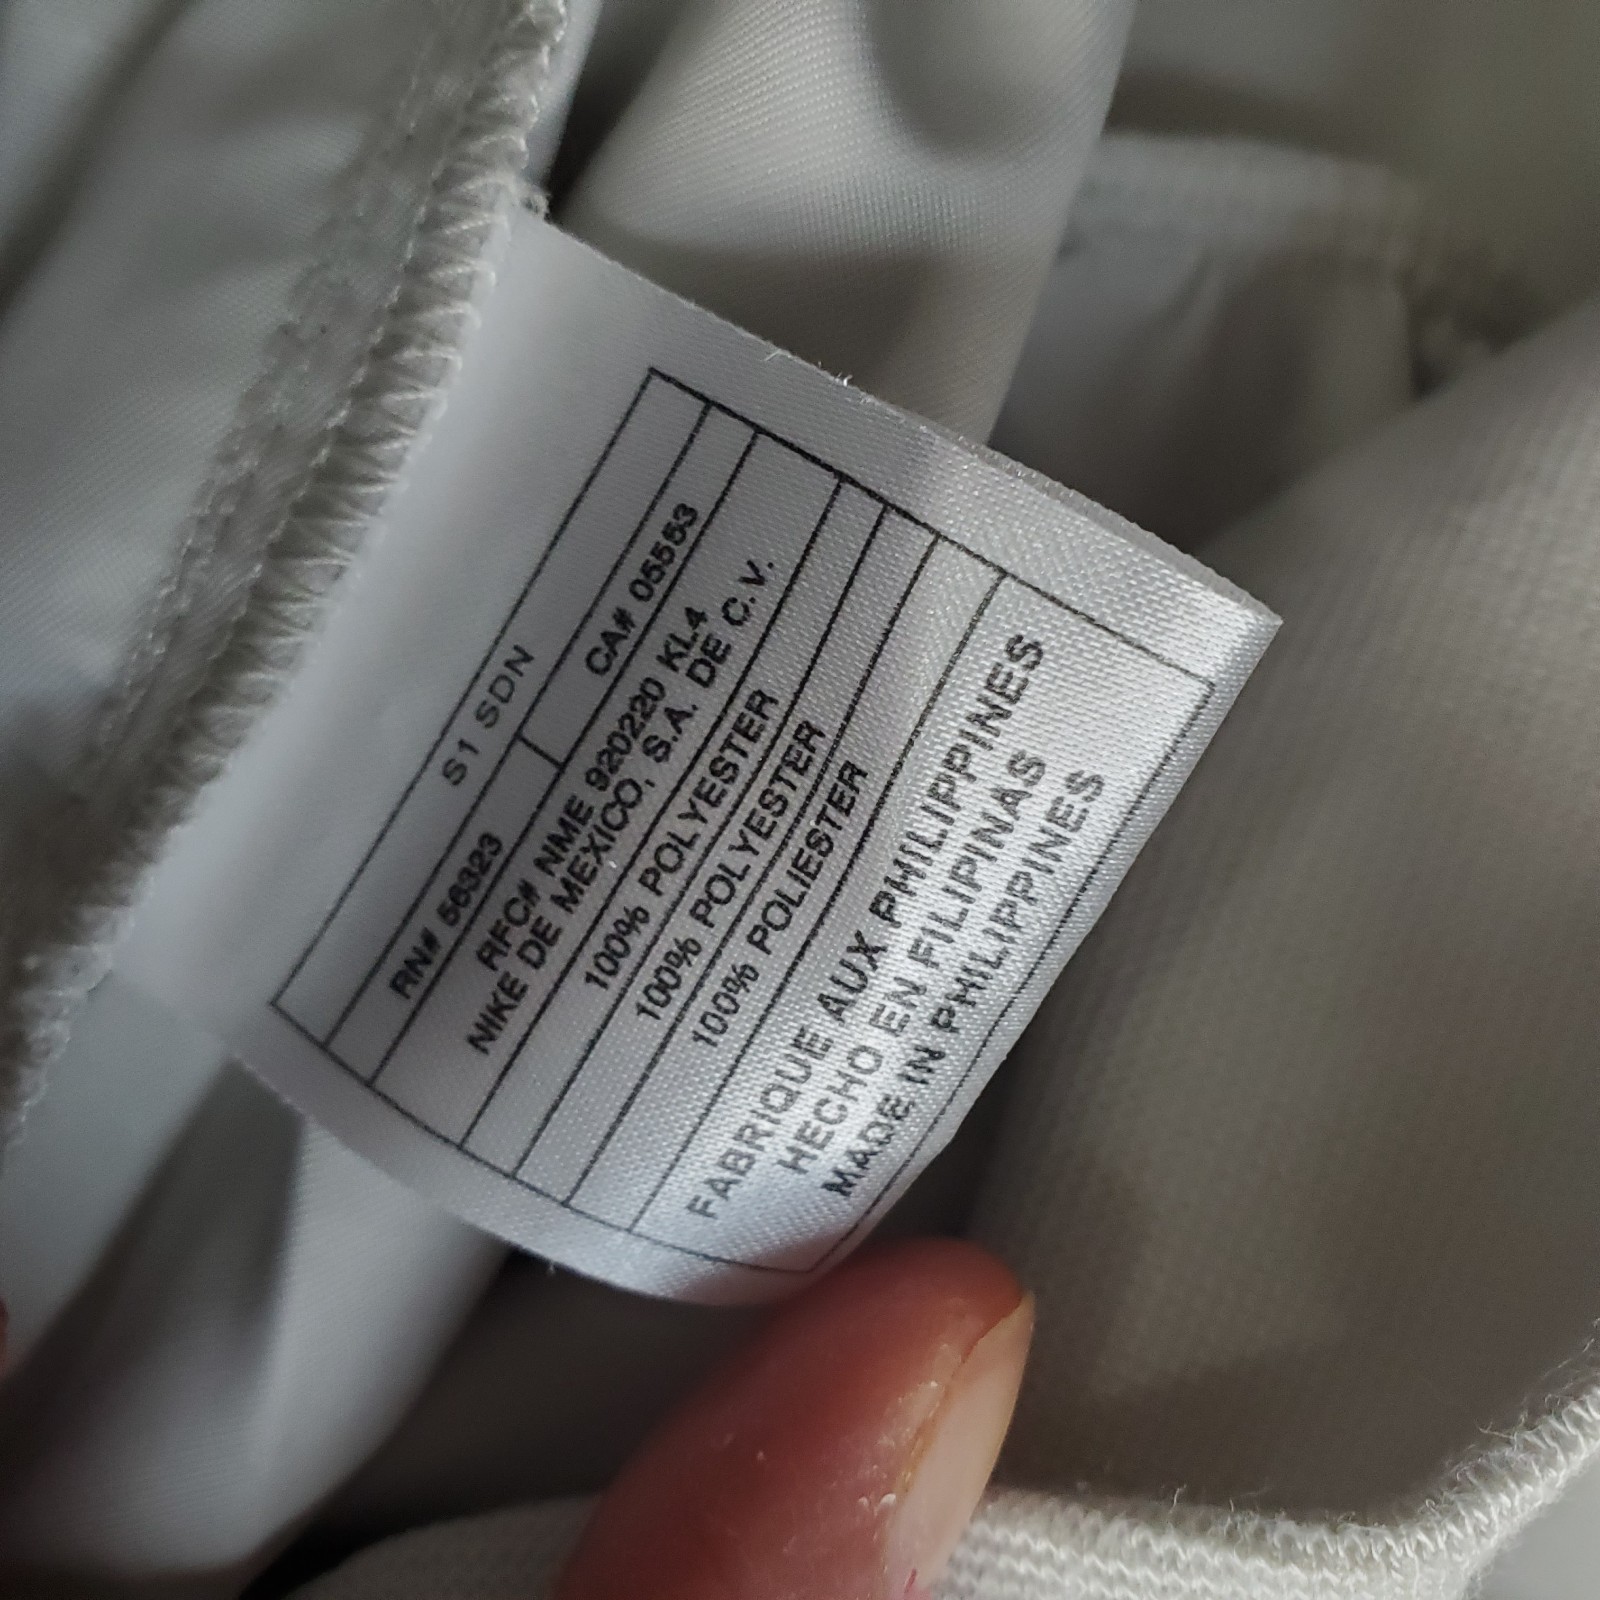 S1 SDN
RN# 56323 CA# 05553
RFC# NME 920220 KL4
NIKE DE MEXICO, S.A. DE C.V.
100% POLYESTER
100% POLYESTER
100% POLIESTER
FABRIQUE AUX PHILIPPINES
HECHO EN FILIPINAS
MADE IN PHILIPPINES